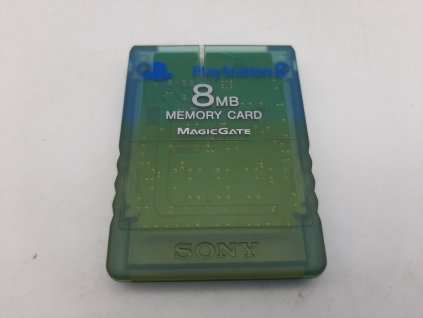 PlayStation 2
8MB
MEMORY CARD
MAGICGATE
SONY